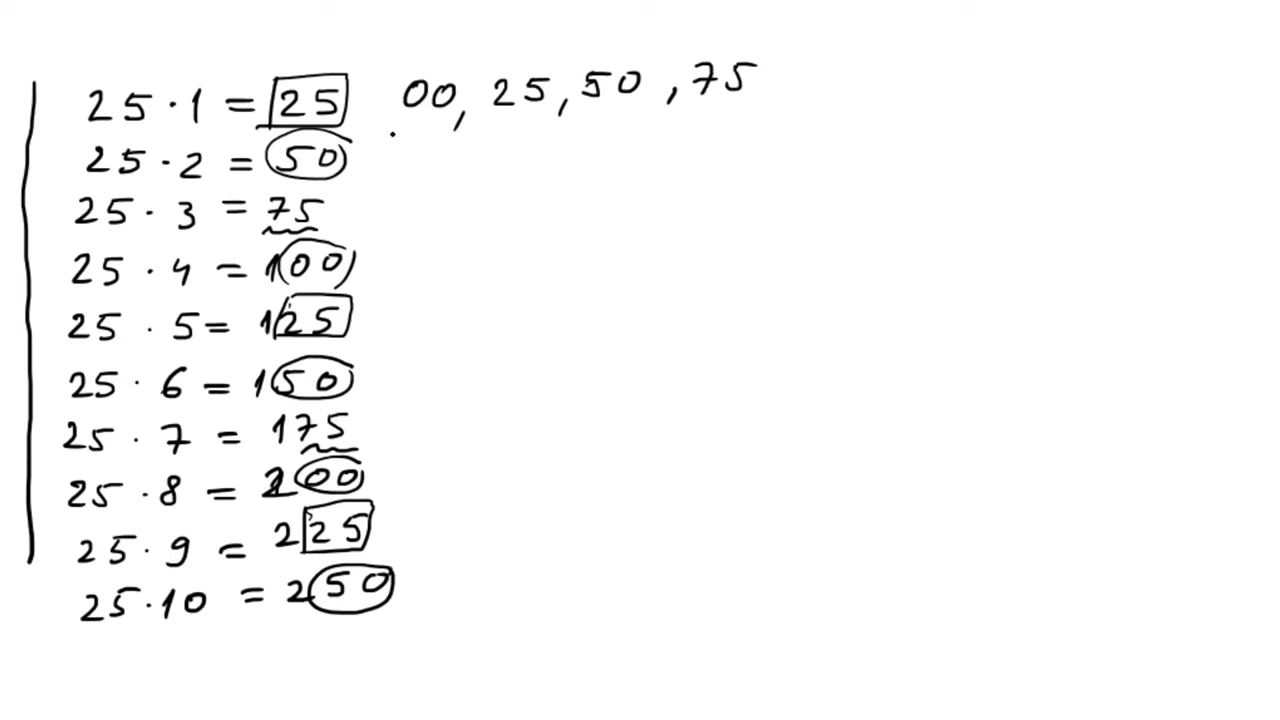 25 · 1 = 25   00, 25, 50, 75
25 · 2 = 50
25 · 3 = 75
25 · 4 = 100
25 · 5 = 125
25 · 6 = 150
25 · 7 = 175
25 · 8 = 200
25 · 9 = 225
25 · 10 = 250